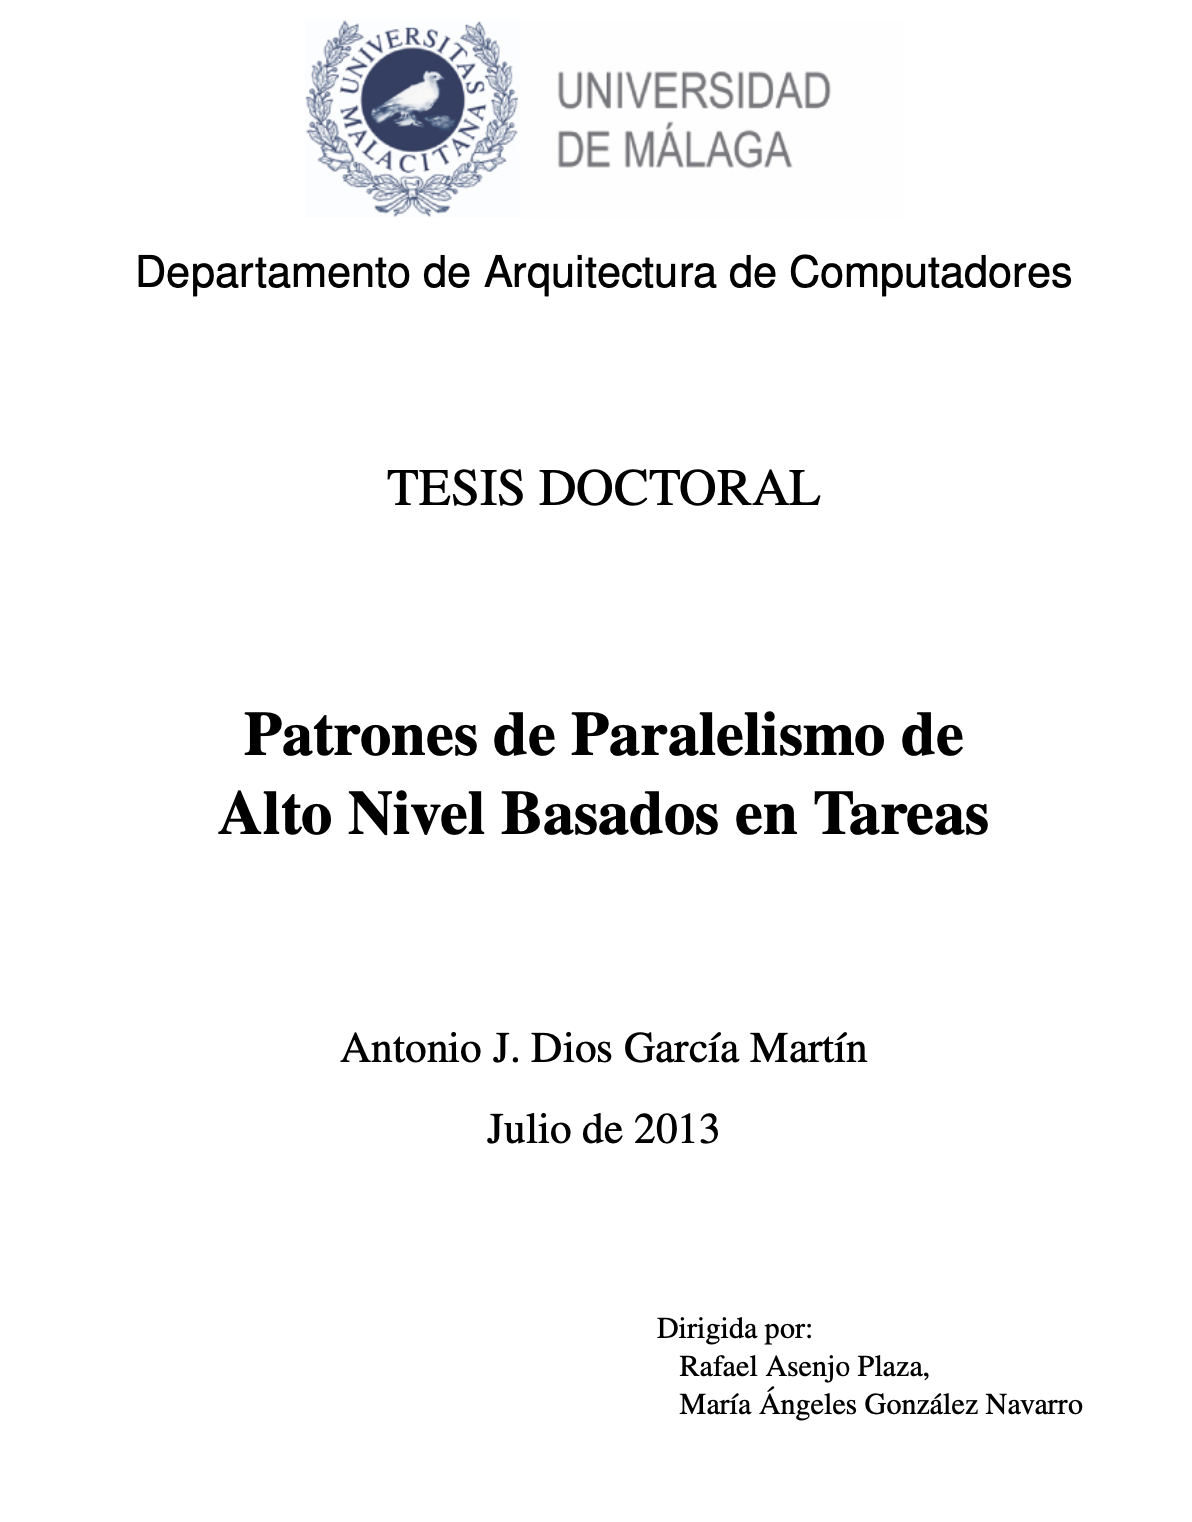 UNIVERSITAS MALACITANA
UNIVERSIDAD
DE MÁLAGA
Departamento de Arquitectura de Computadores
TESIS DOCTORAL
Patrones de Paralelismo de
Alto Nivel Basados en Tareas
Antonio J. Dios García Martín
Julio de 2013
Dirigida por:
Rafael Asenjo Plaza,
María Ángeles González Navarro